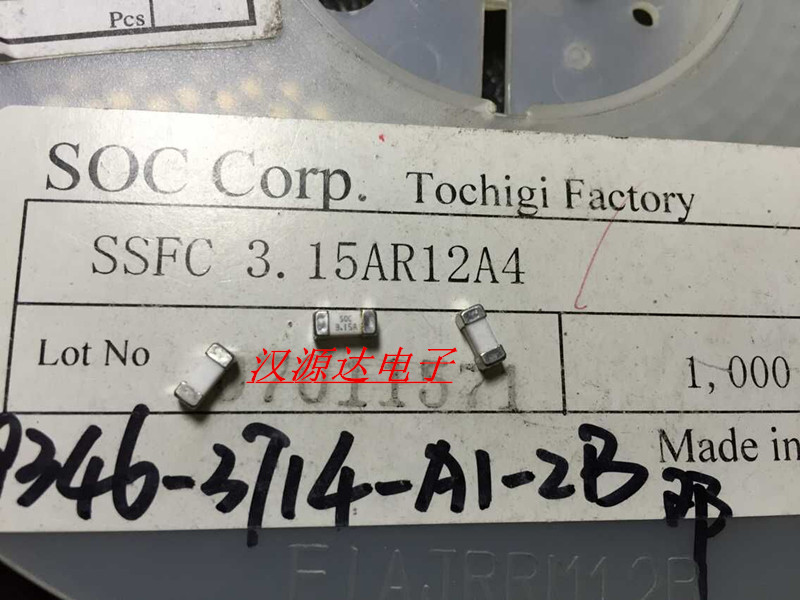 Pcs
SOC Corp. Tochigi Factory
SSFC 3.15AR12A4
SOC
3.15A
Lot No
汉源达电子
1,000
Made in
9346-3714-A1-2B